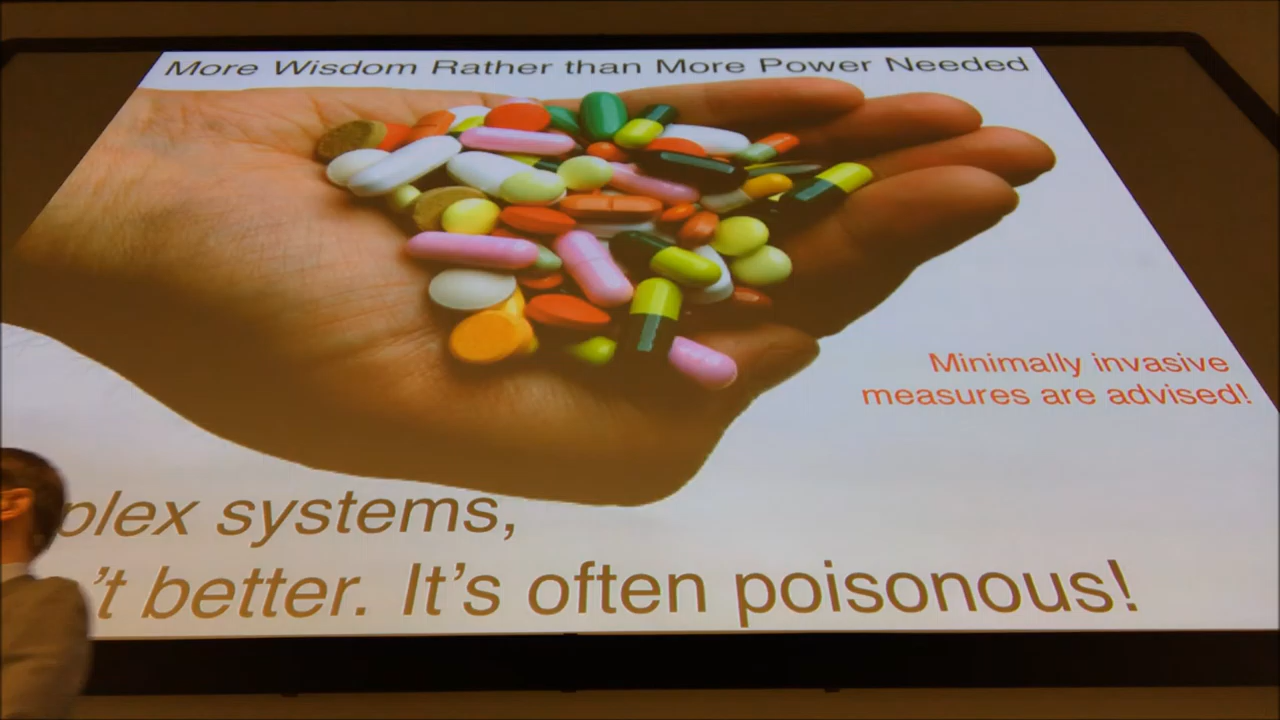 More Wisdom Rather than More Power Needed
Minimally invasive
measures are advised!
plex systems,
't better. It's often poisonous!